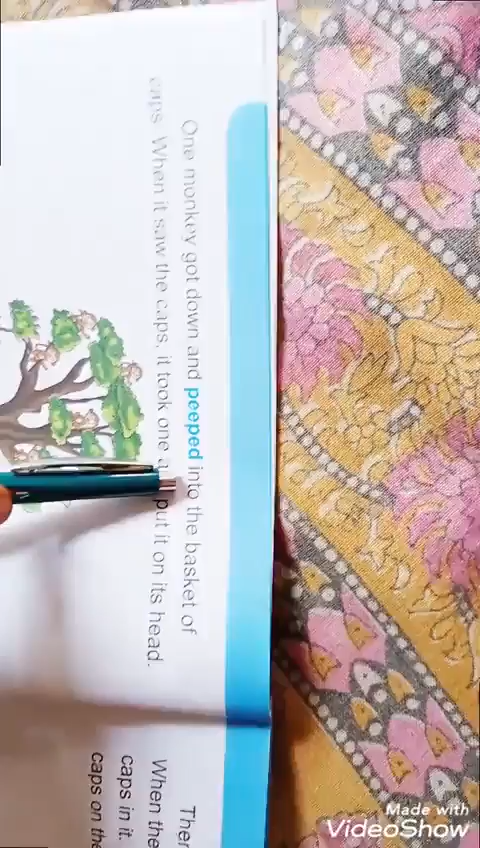 One monkey got down and peeped into the basket of
caps. When it saw the caps, it took one a put it on its head.
When the
caps in it.
caps on the
Made with
VideoShow